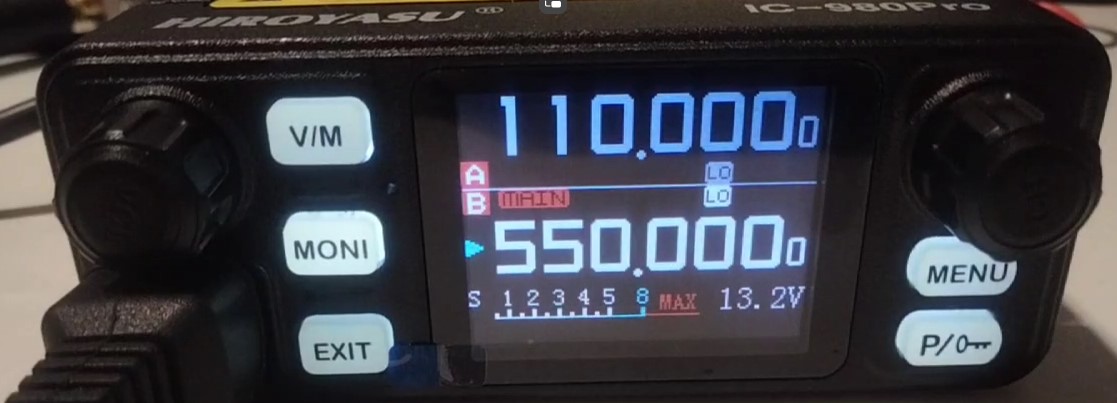 HIROYASU ®
IC-980Pro
V/M
MONI
EXIT
110.0000
A
LO
B MAIN LO
550.0000
S 1 2 3 4 5 8 MAX 13.2V
MENU
P/